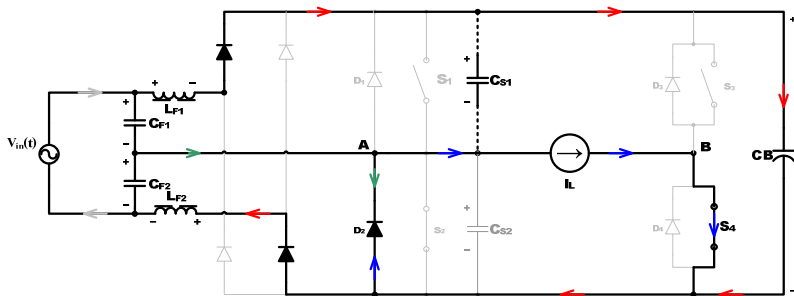 + -
LF1
+
CF1
-
Vin(t)
+
CF2
-
LF2
- +
D1
S1
+
CS1
-
D3
S3
+
A
B
IL
CB
D2
S2
+
CS2
-
D4
S4
-